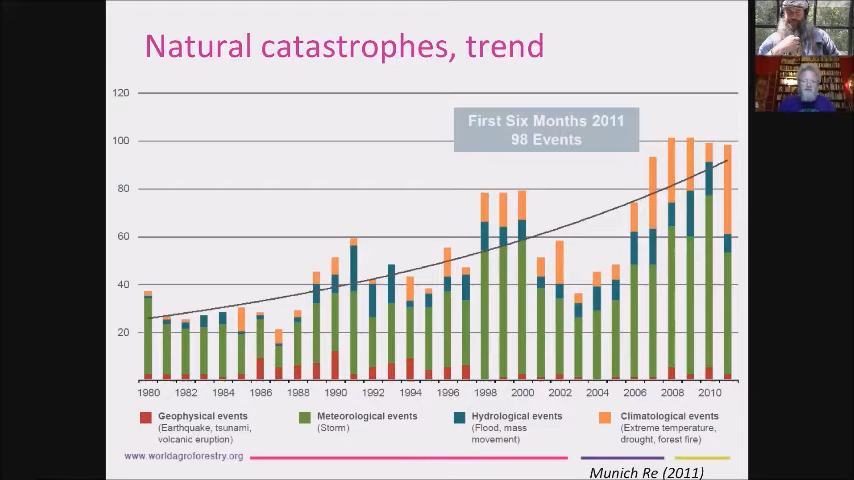 Natural catastrophes, trend
120
First Six Months 2011
98 Events
100
80
60
40
20
1980 1982 1984 1986 1988 1990 1992 1994 1996 1998 2000 2002 2004 2006 2008 2010
Geophysical events
(Earthquake, tsunami,
volcanic eruption)
Meteorological events
(Storm)
Hydrological events
(Flood, mass
movement)
Climatological events
(Extreme temperature,
drought, forest fire)
www.worldagroforestry.org
Munich Re (2011)